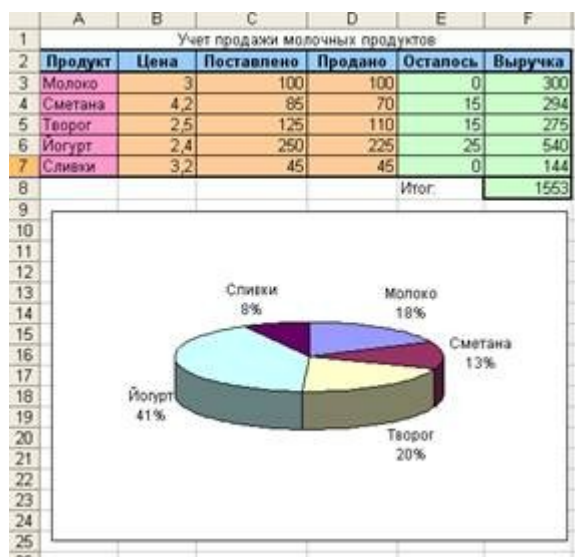 A B C D E F
1 Учет продажи молочных продуктов
2 Продукт Цена Поставлено Продано Осталось Выручка
3 Молоко 3 100 100 0 300
4 Сметана 4,2 85 70 15 294
5 Творог 2,5 125 110 15 275
6 Йогурт 2,4 250 225 25 540
7 Сливки 3,2 45 45 0 144
8 Итог: 1553
9
10
11
12
13
14
15
16
17
18
19
20
21
22
23
24
25
Сливки
8%
Молоко
18%
Сметана
13%
Йогурт
41%
Творог
20%